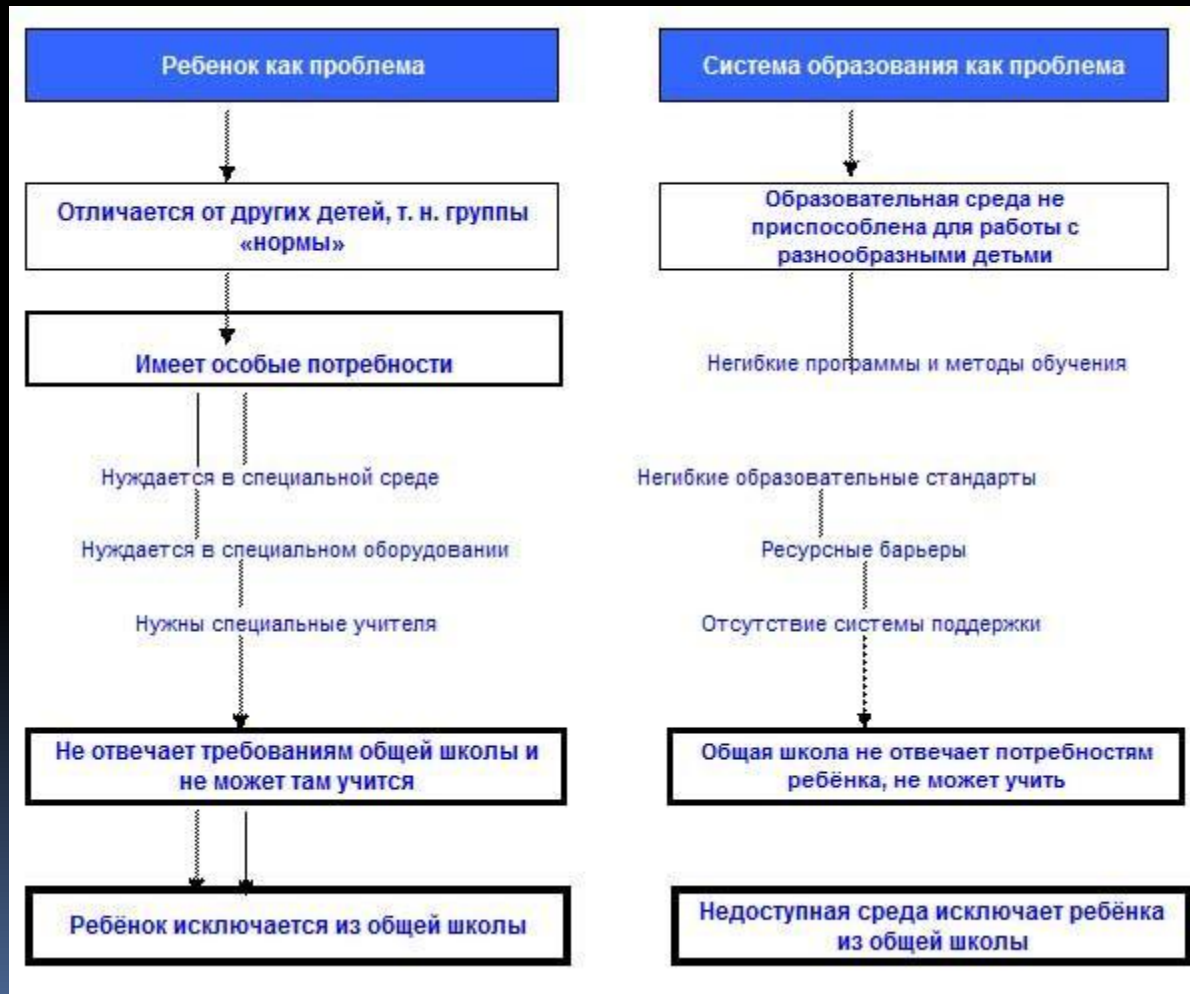 Ребенок как проблема
Отличается от других детей, т. н. группы
«нормы»
Имеет особые потребности
Нуждается в специальной среде
Нуждается в специальном оборудовании
Нужны специальные учителя
Не отвечает требованиям общей школы и
не может там учится
Ребёнок исключается из общей школы
Система образования как проблема
Образовательная среда не
приспособлена для работы с
разнообразными детьми
Негибкие программы и методы обучения
Негибкие образовательные стандарты
Ресурсные барьеры
Отсутствие системы поддержки
Общая школа не отвечает потребностям
ребёнка, не может учить
Недоступная среда исключает ребёнка
из общей школы